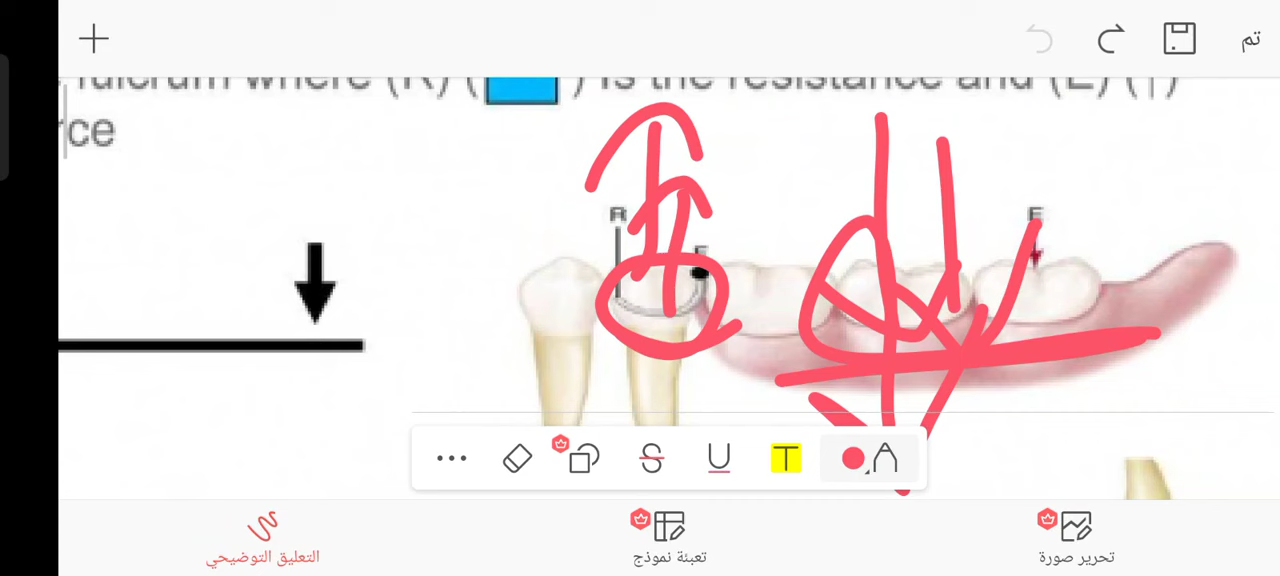 تم
fulcrum where (R) ( ) is the resistance and (E) (↑)
rce
R
F
E
S U T A
التعليق التوضيحي
تعبئة نموذج
تحرير صورة